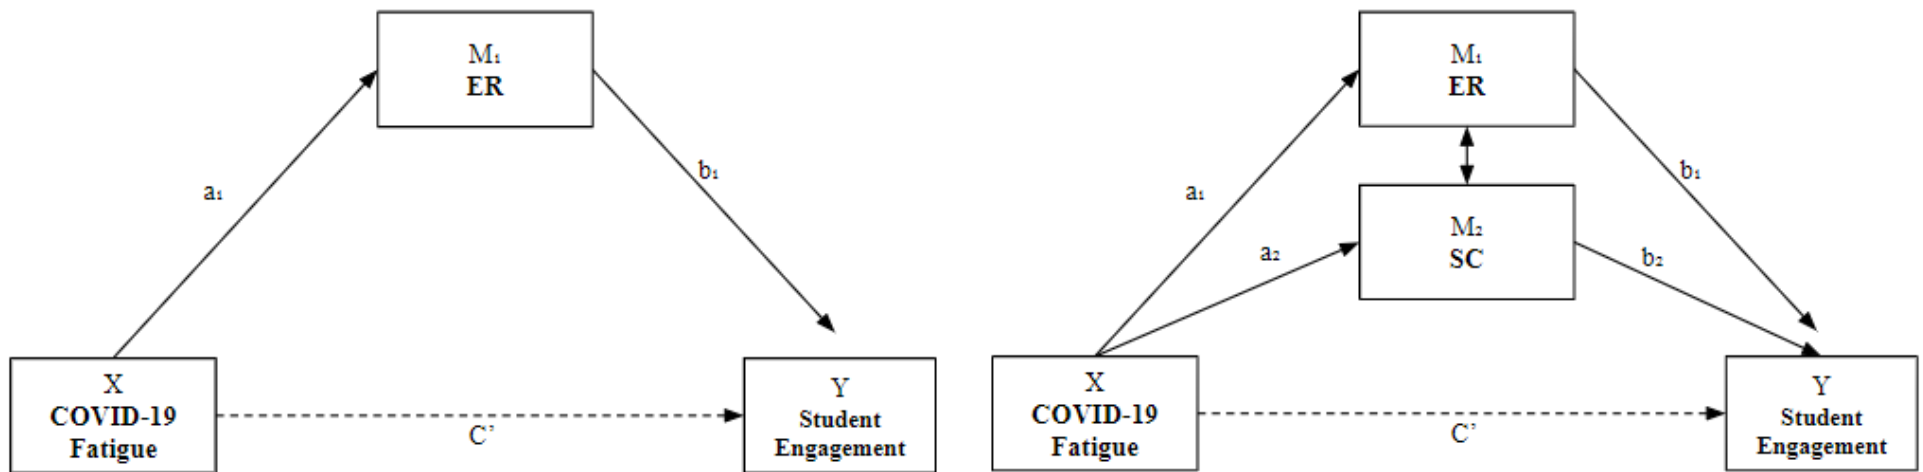 M₁
ER
a₁
b₁
X
COVID-19
Fatigue
C’
Y
Student
Engagement
M₁
ER
a₁
b₁
M₂
SC
a₂
b₂
X
COVID-19
Fatigue
C’
Y
Student
Engagement